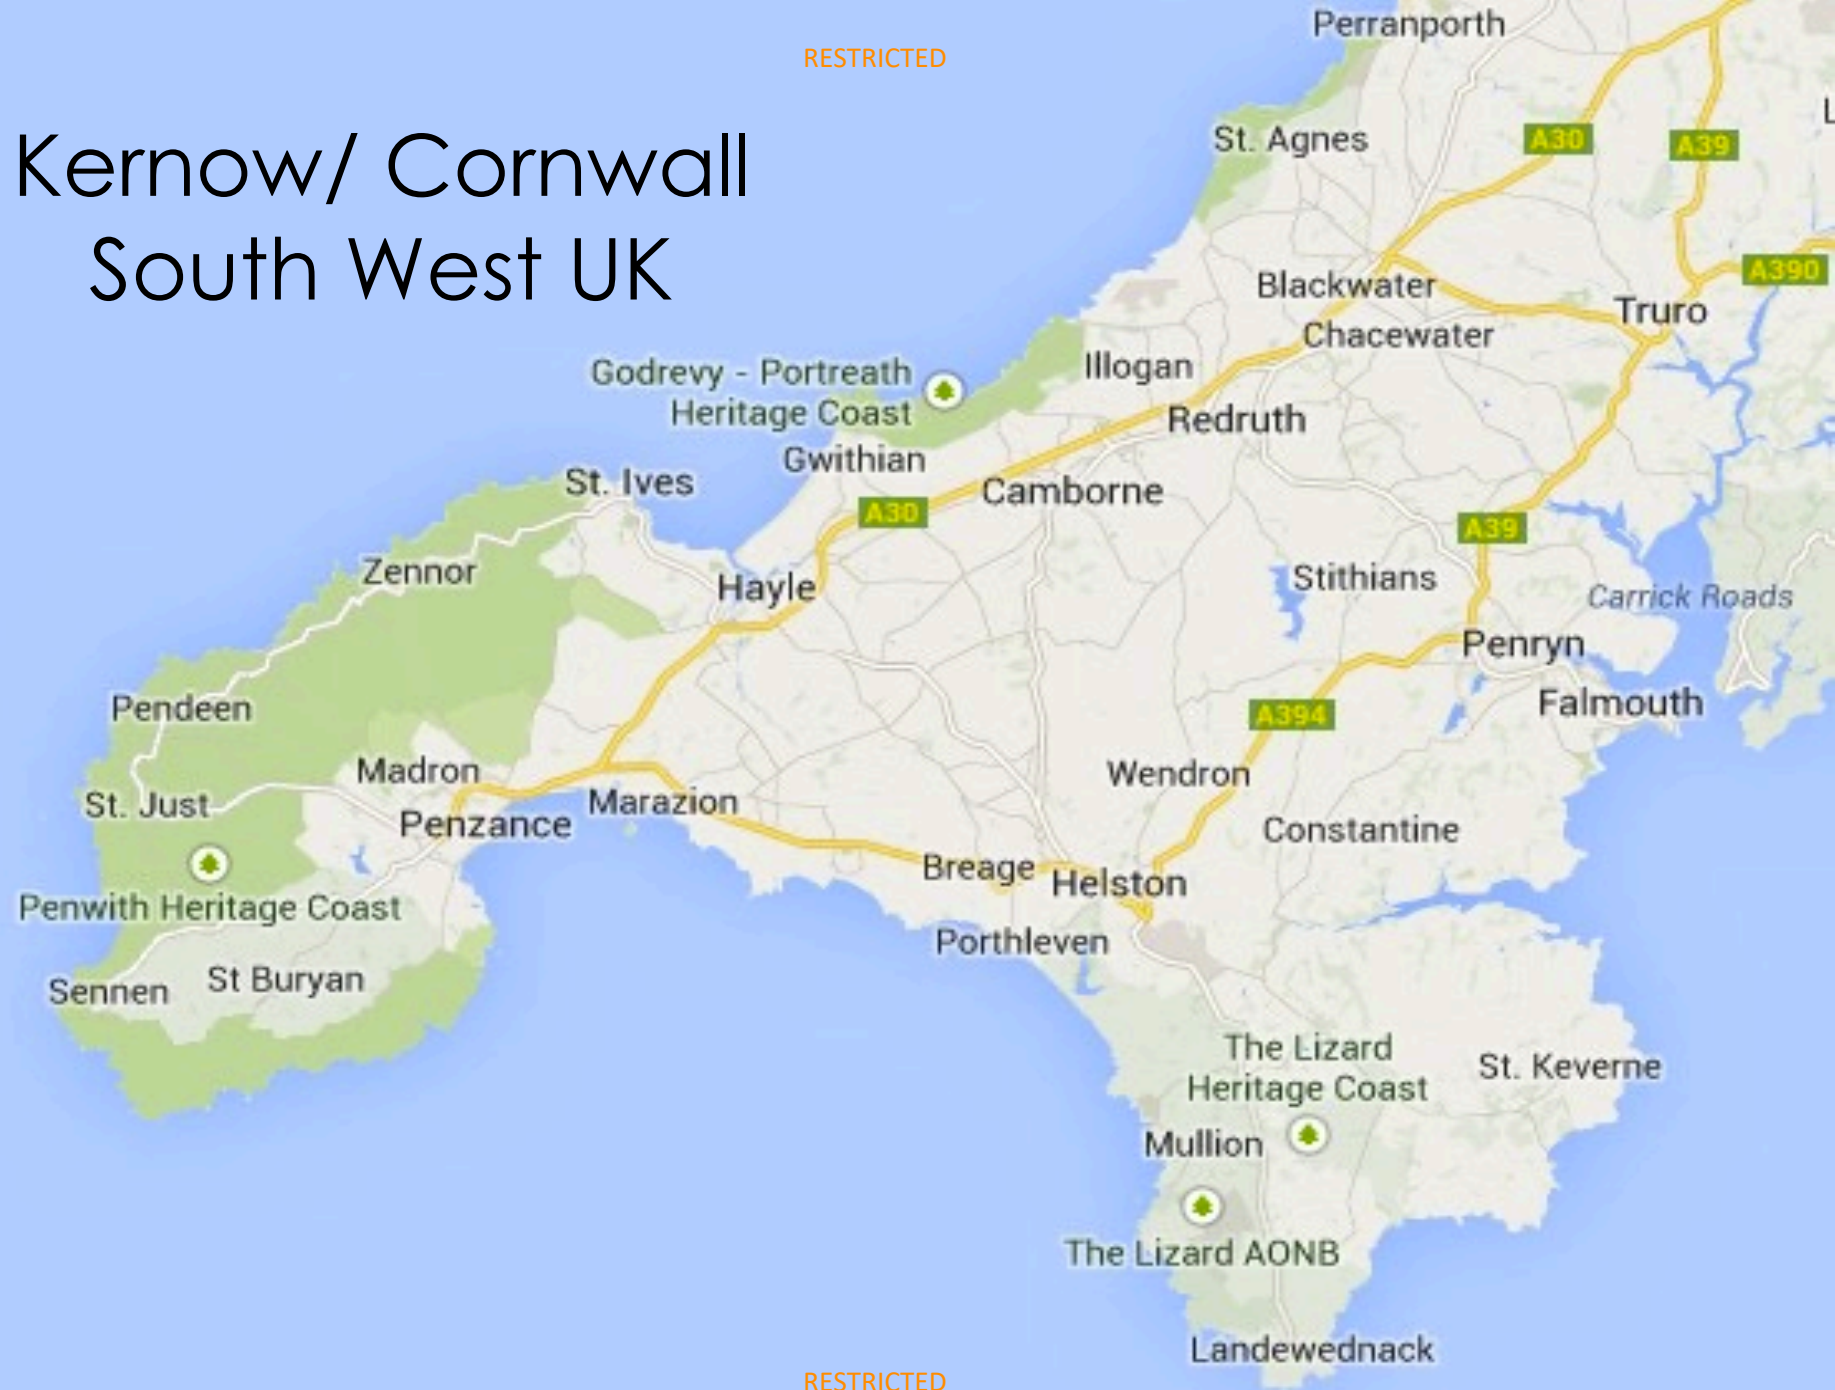 RESTRICTED
Kernow/ Cornwall
South West UK
Perranporth
St. Agnes
A30
A39
L
Blackwater
A390
Truro
Chacewater
Godrevy - Portreath
Heritage Coast
Illogan
Redruth
Gwithian
St. Ives
Camborne
A30
A39
Zennor
Hayle
Stithians
Carrick Roads
Penryn
Pendeen
Falmouth
A394
Madron
Wendron
St. Just
Marazion
Penzance
Constantine
Breage
Helston
Penwith Heritage Coast
Porthleven
Sennen
St Buryan
The Lizard
Heritage Coast
St. Keverne
Mullion
The Lizard AONB
Landewednack
RESTRICTED